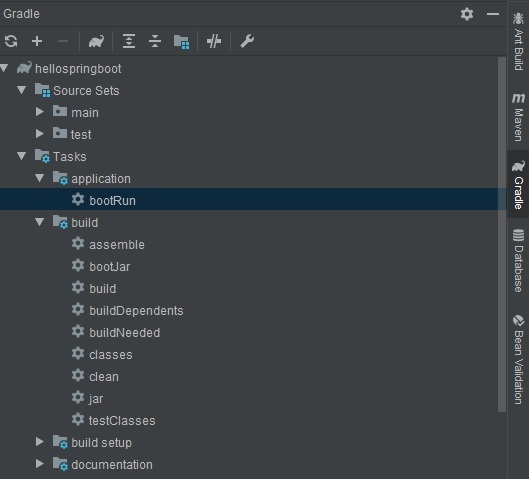 Gradle
hellospringboot
Source Sets
main
test
Tasks
application
bootRun
build
assemble
bootJar
build
buildDependents
buildNeeded
classes
clean
jar
testClasses
build setup
documentation
Ant Build
m Maven
Gradle
Database
Bean Validation